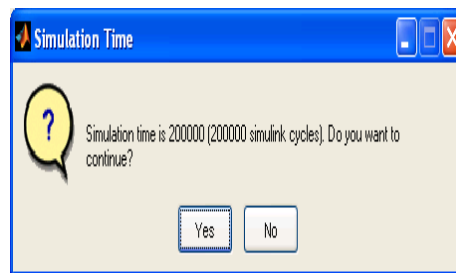 Simulation Time
?
Simulation time is 200000 (200000 simulink cycles). Do you want to
continue?
Yes No